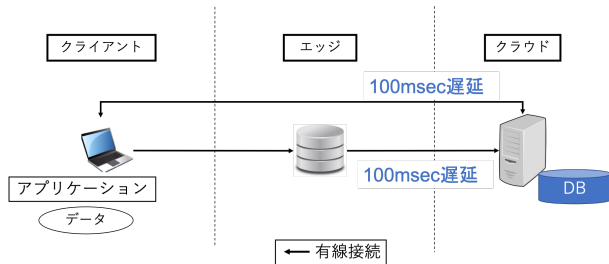 クライアント
エッジ
クラウド
100msec遅延
100msec遅延
アプリケーション
DB
データ
有線接続